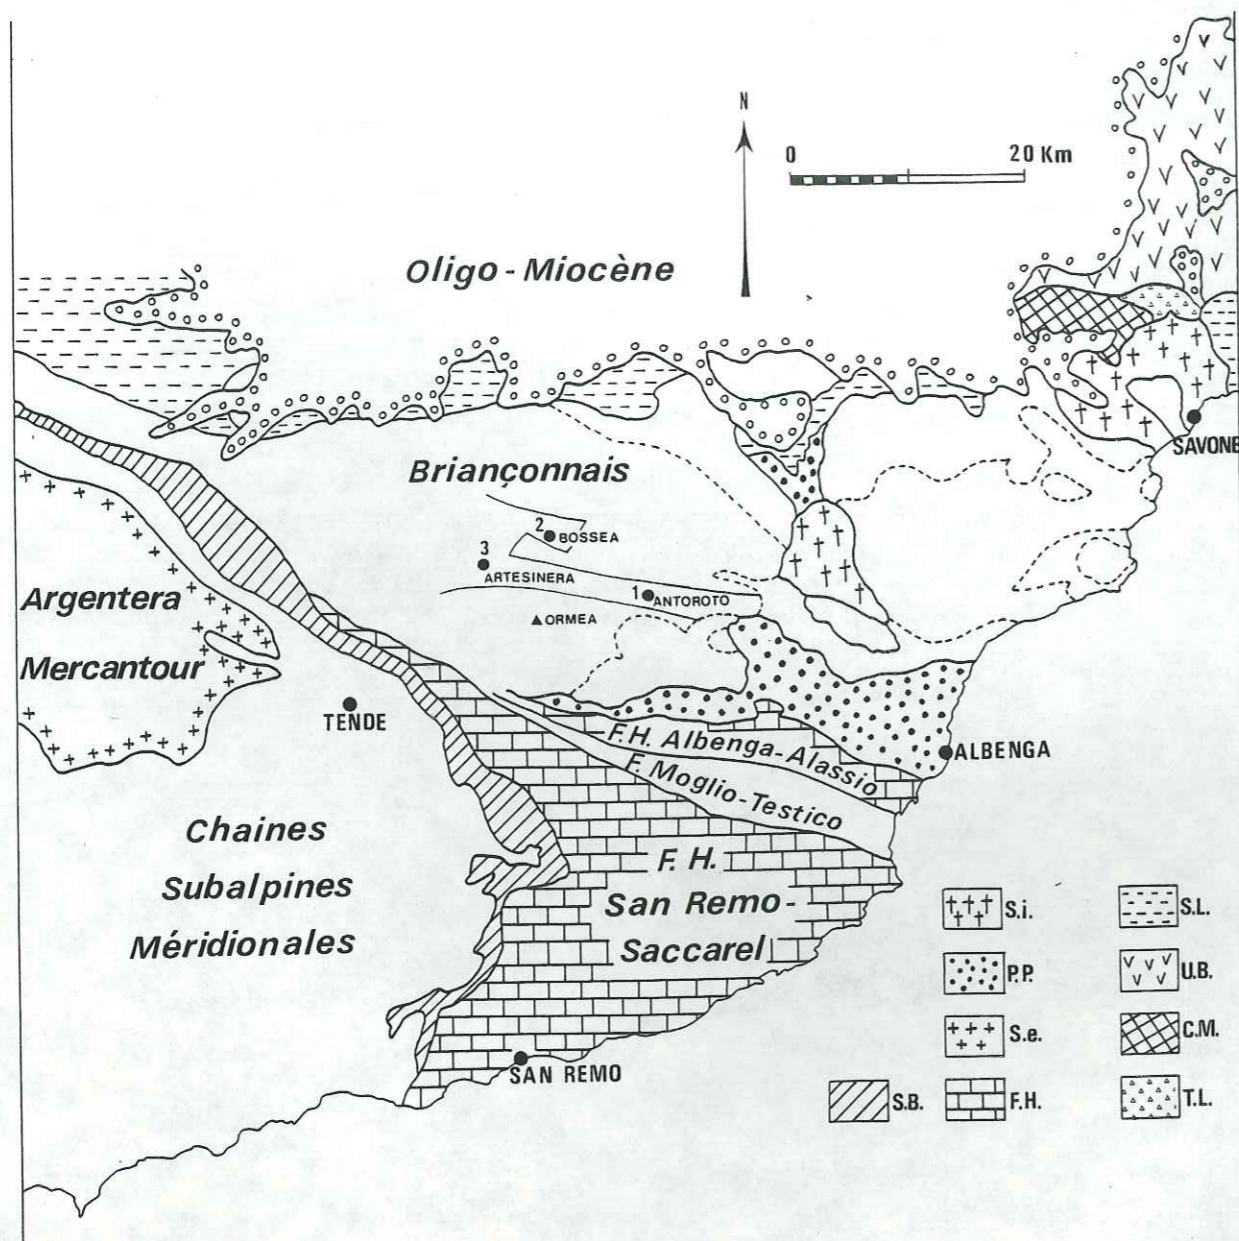 N
0 20 Km
Oligo-Miocène
SAVONE
Briançonnais
2
BOSSEA
3
ARTESINERA
1
ANTOROTO
ORMEA
Argentera
Mercantour
TENDE
F.H. Albenga-Alassio
ALBENGA
F. Moglio-Testico
Chaines
Subalpines
Méridionales
F. H.
San Remo-
Saccarel
SAN REMO
S.i.
S.L.
P.P.
U.B.
S.e.
C.M.
S.B.
F.H.
T.L.